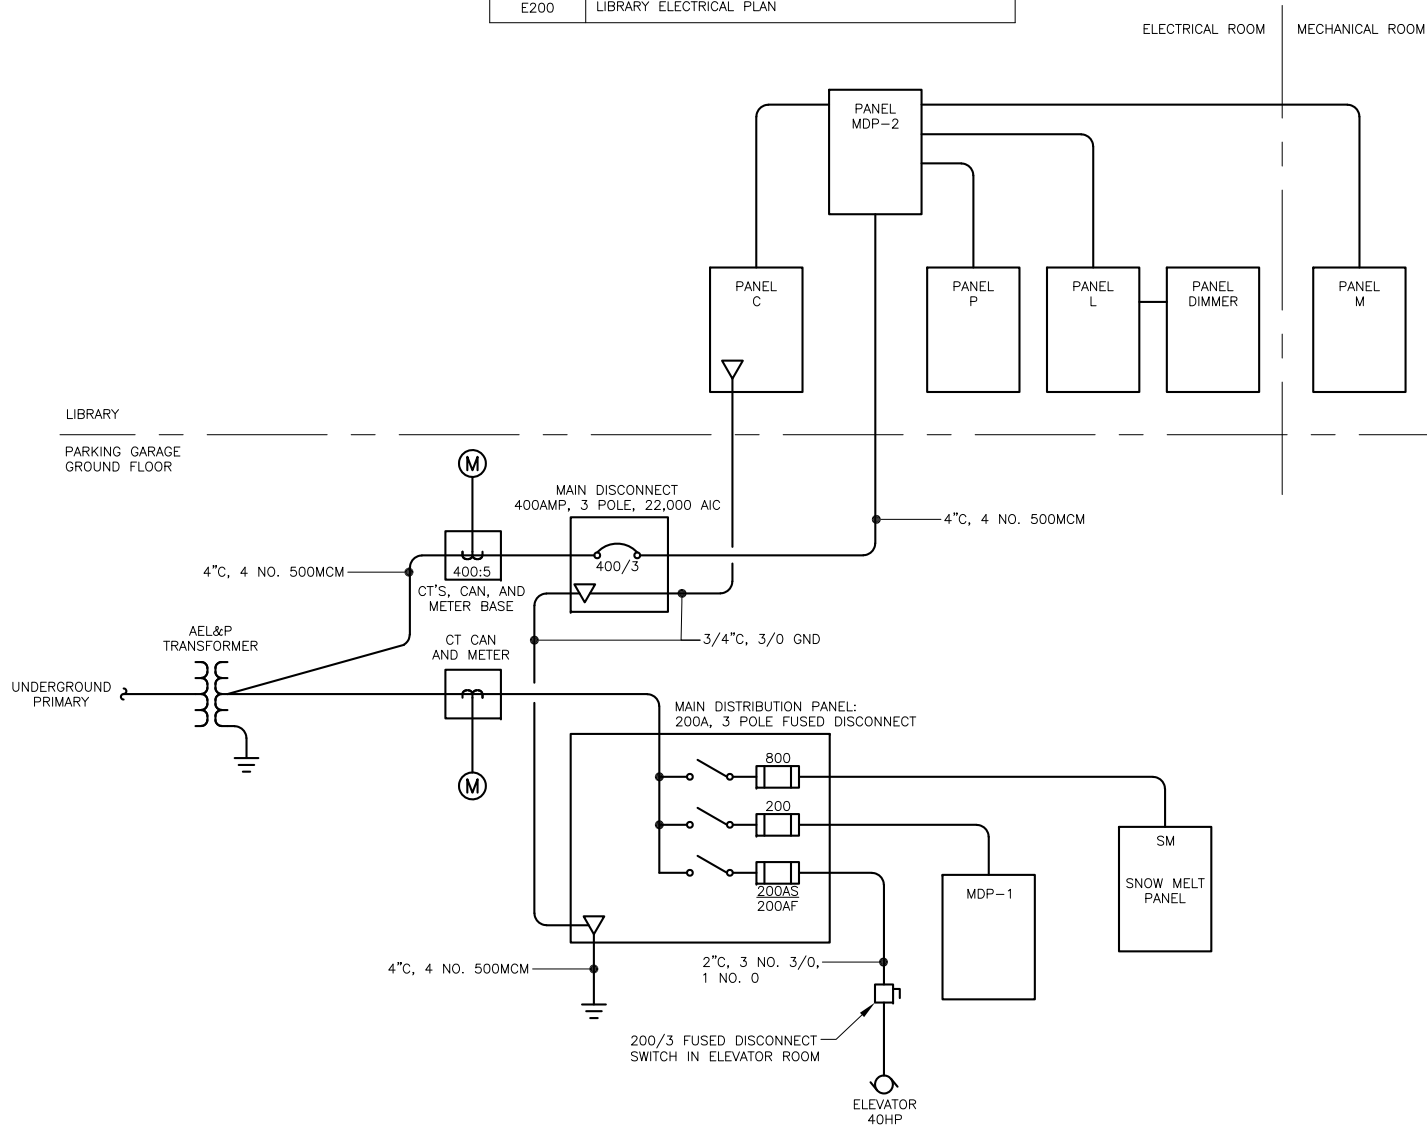 E200 LIBRARY ELECTRICAL PLAN
ELECTRICAL ROOM
MECHANICAL ROOM
PANEL
MDP-2
PANEL
C
PANEL
P
PANEL
L
PANEL
DIMMER
PANEL
M
LIBRARY
PARKING GARAGE
GROUND FLOOR
M
MAIN DISCONNECT
400AMP, 3 POLE, 22,000 AIC
4"C, 4 NO. 500MCM
400/3
4"C, 4 NO. 500MCM
400:5
CT'S, CAN, AND
METER BASE
3/4"C, 3/0 GND
AEL&P
TRANSFORMER
CT CAN
AND METER
UNDERGROUND
PRIMARY
M
MAIN DISTRIBUTION PANEL:
200A, 3 POLE FUSED DISCONNECT
800
200
200AS
200AF
SM
SNOW MELT
PANEL
MDP-1
4"C, 4 NO. 500MCM
2"C, 3 NO. 3/0,
1 NO. 0
200/3 FUSED DISCONNECT
SWITCH IN ELEVATOR ROOM
ELEVATOR
40HP